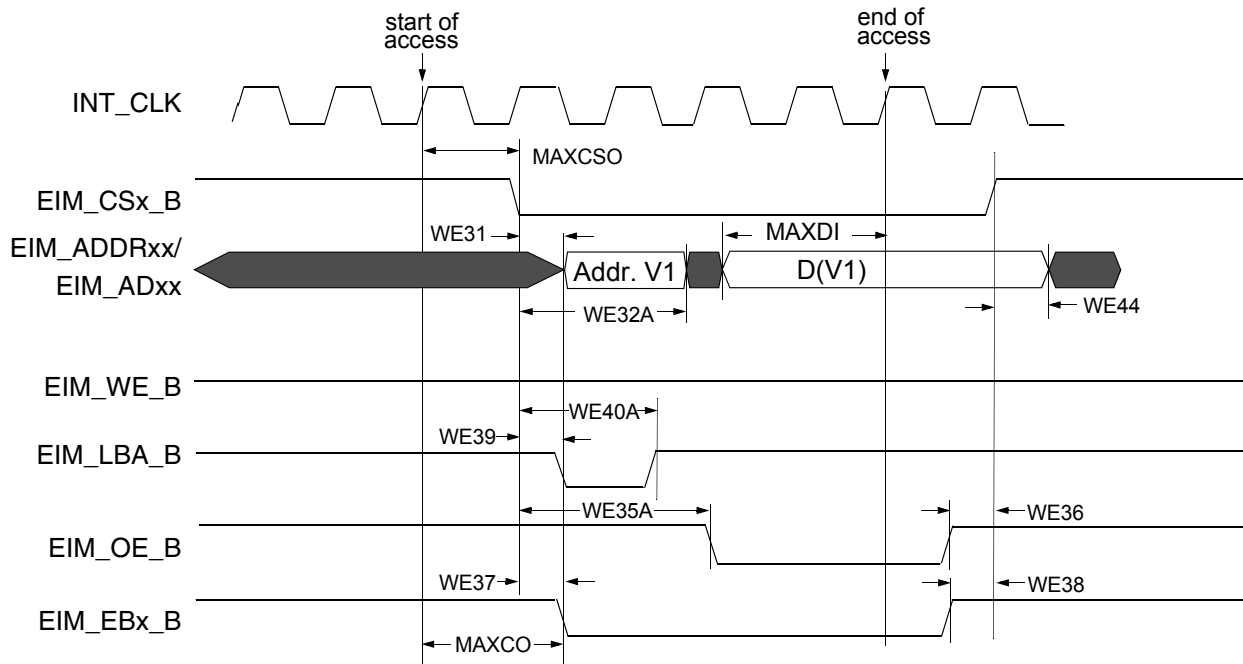 start of
access
end of
access
INT_CLK
MAXCSO
EIM_CSx_B
WE31
MAXDI
EIM_ADDRxx/
EIM_ADxx
Addr. V1
D(V1)
WE32A
WE44
EIM_WE_B
WE40A
WE39
EIM_LBA_B
WE35A
WE36
EIM_OE_B
WE37
WE38
EIM_EBx_B
MAXCO